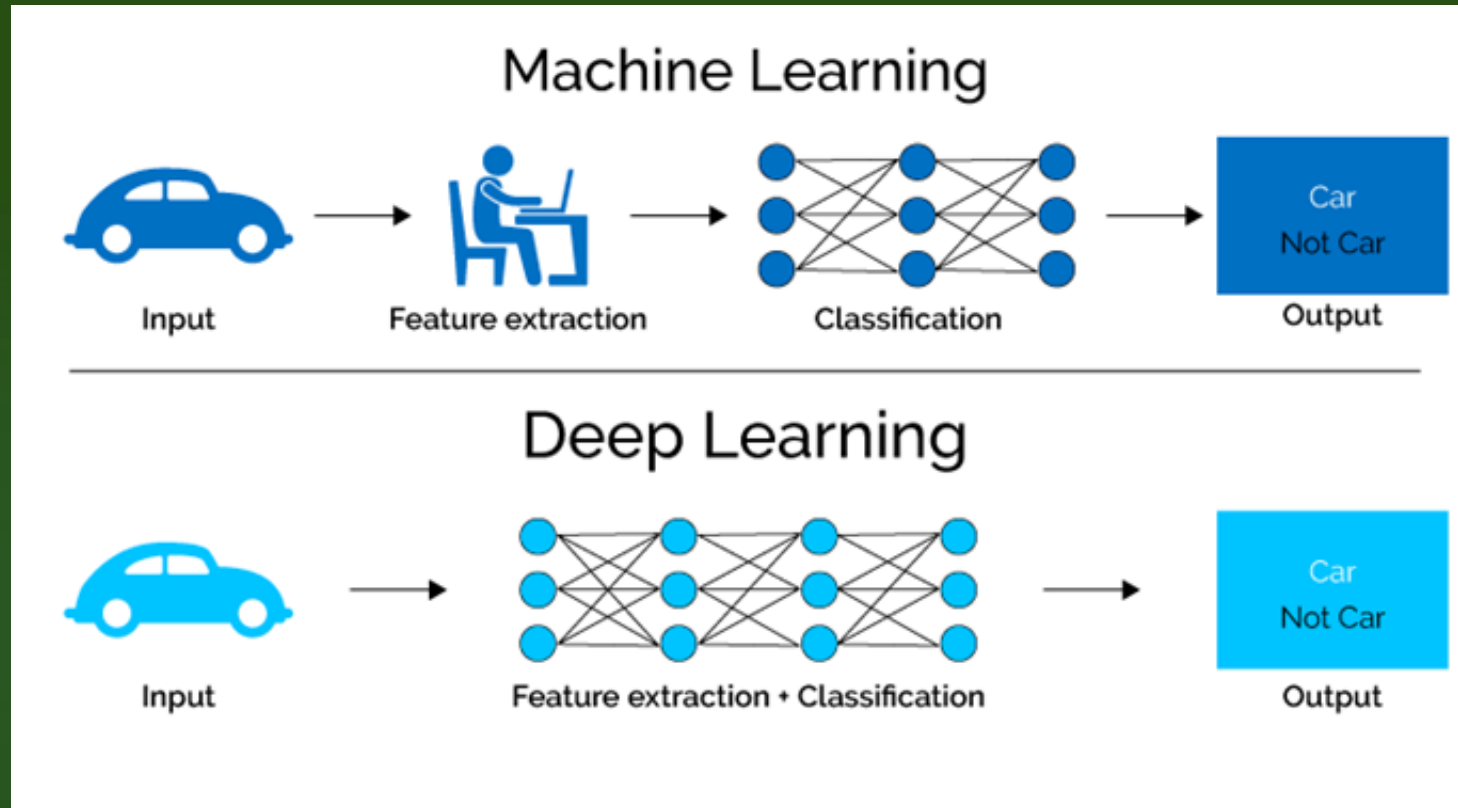 Machine Learning
Car
Not Car
Input
Feature extraction
Classification
Output
Deep Learning
Car
Not Car
Input
Feature extraction + Classification
Output